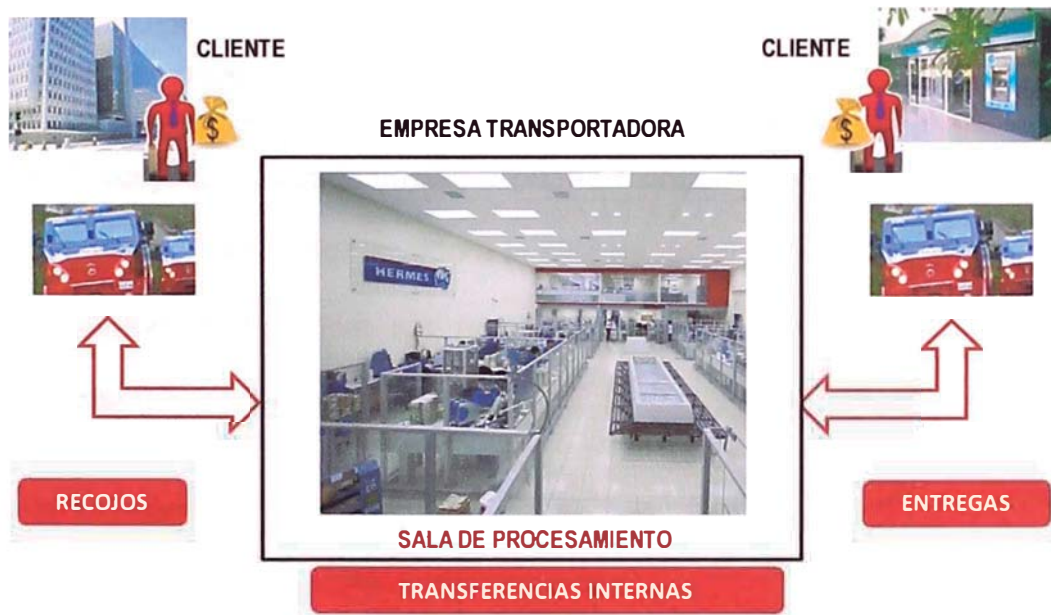 CLIENTE
CLIENTE
$
$
EMPRESA TRANSPORTADORA
HERMES
RECOJOS
ENTREGAS
SALA DE PROCESAMIENTO
TRANSFERENCIAS INTERNAS